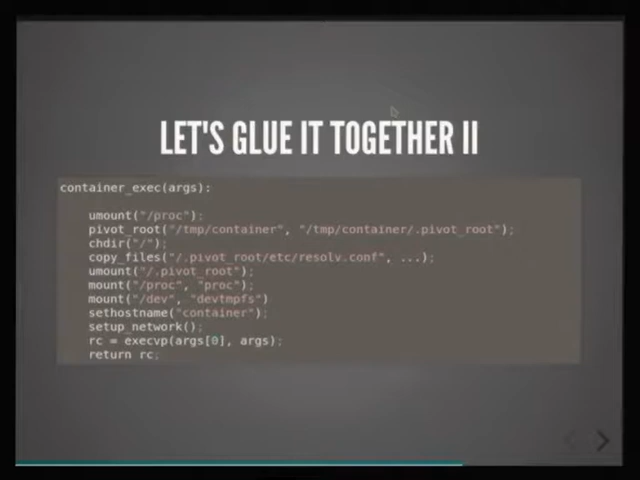 LET'S GLUE IT TOGETHER II
container_exec(args):
umount("/proc");
pivot_root("/tmp/container", "/tmp/container/.pivot_root");
chdir("/");
copy_files("/.pivot_root/etc/resolv.conf", ...);
umount("/.pivot_root");
mount("/proc", "proc");
mount("/dev", "devtmpfs")
sethostname("container");
setup_network();
rc = execvp(args[0], args);
return rc;